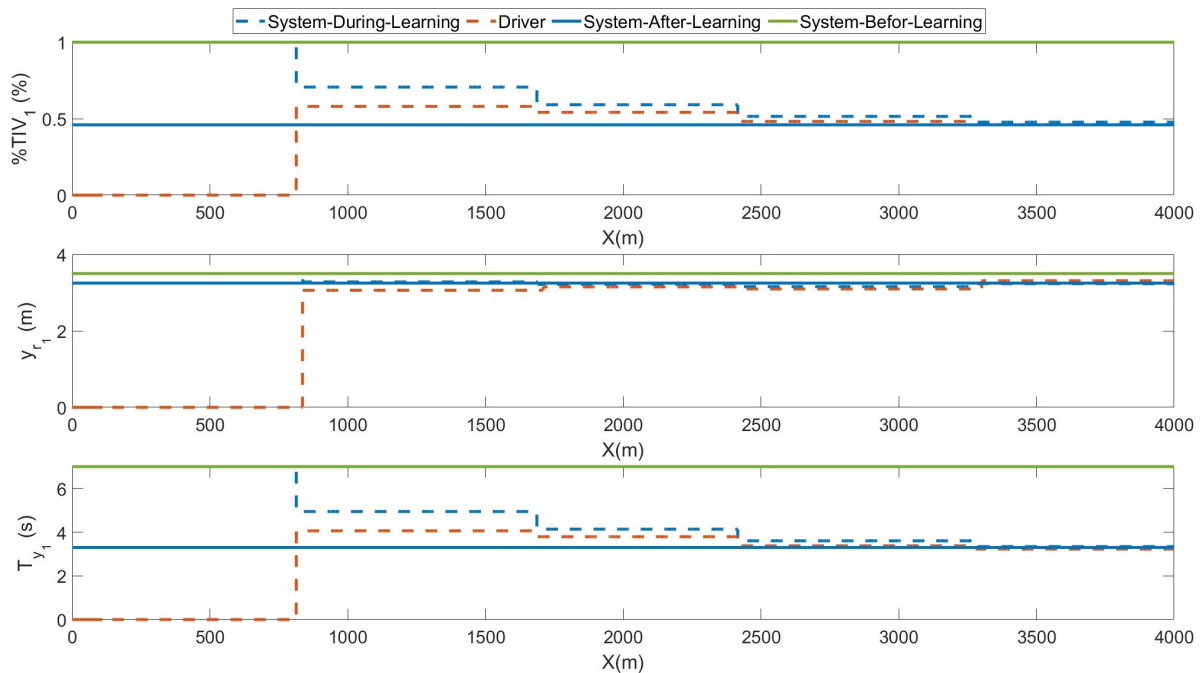 System-During-Learning Driver System-After-Learning System-Befor-Learning
1
0.5
0
%TIV1 (%)
0 500 1000 1500 2000 2500 3000 3500 4000
X(m)
4
2
0
yr1 (m)
0 500 1000 1500 2000 2500 3000 3500 4000
X(m)
6
4
2
0
Ty1 (s)
0 500 1000 1500 2000 2500 3000 3500 4000
X(m)